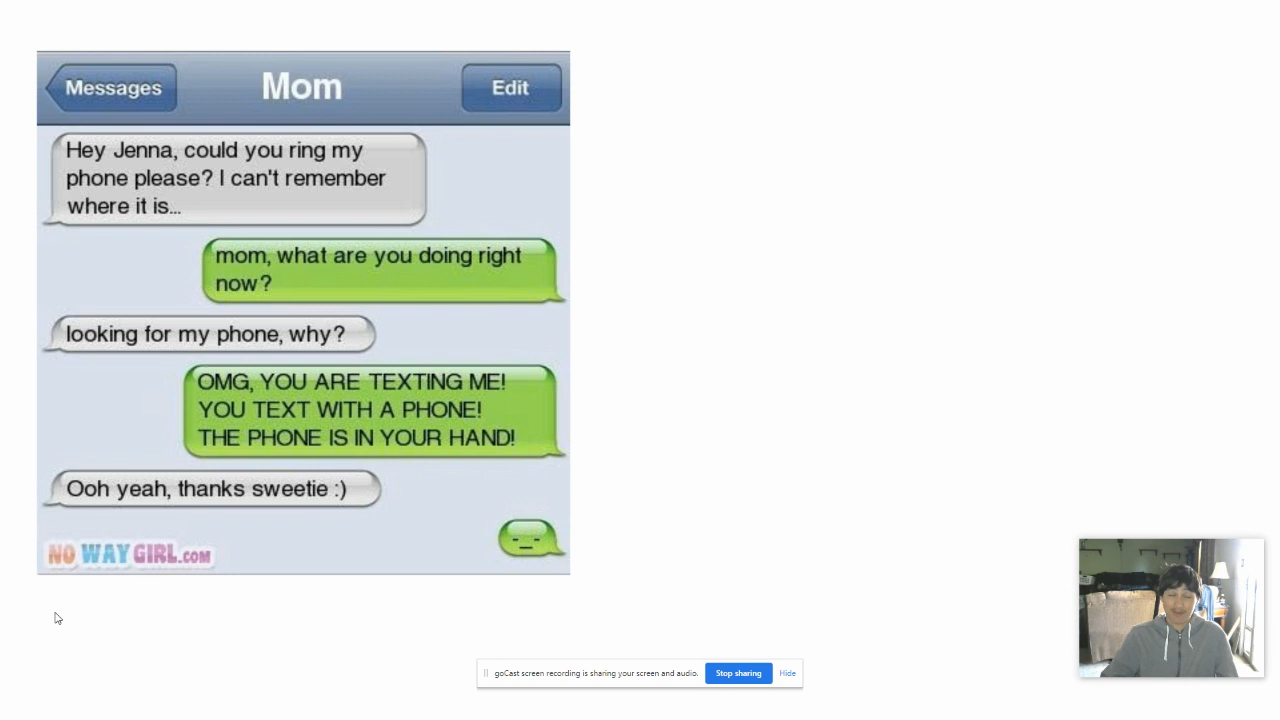 Messages
Mom
Edit
Hey Jenna, could you ring my
phone please? I can't remember
where it is...
mom, what are you doing right
now?
looking for my phone, why?
OMG, YOU ARE TEXTING ME!
YOU TEXT WITH A PHONE!
THE PHONE IS IN YOUR HAND!
Ooh yeah, thanks sweetie :)
-_-
NO WAY GIRL.COM
goCast screen recording is sharing your screen and audio.
Stop sharing
Hide